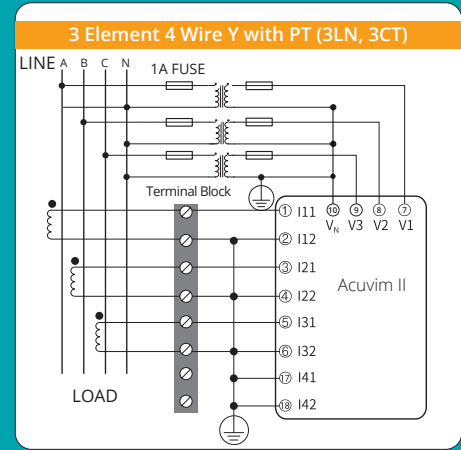 3 Element 4 Wire Y with PT (3LN, 3CT)
LINE A B C N
1A FUSE
Terminal Block
① I11 ⑩ ⑨ ⑧ ⑦
VN V3 V2 V1
② I12
③ I21
Acuvim II
④ I22
⑤ I31
⑥ I32
⑰ I41
LOAD
⑱ I42